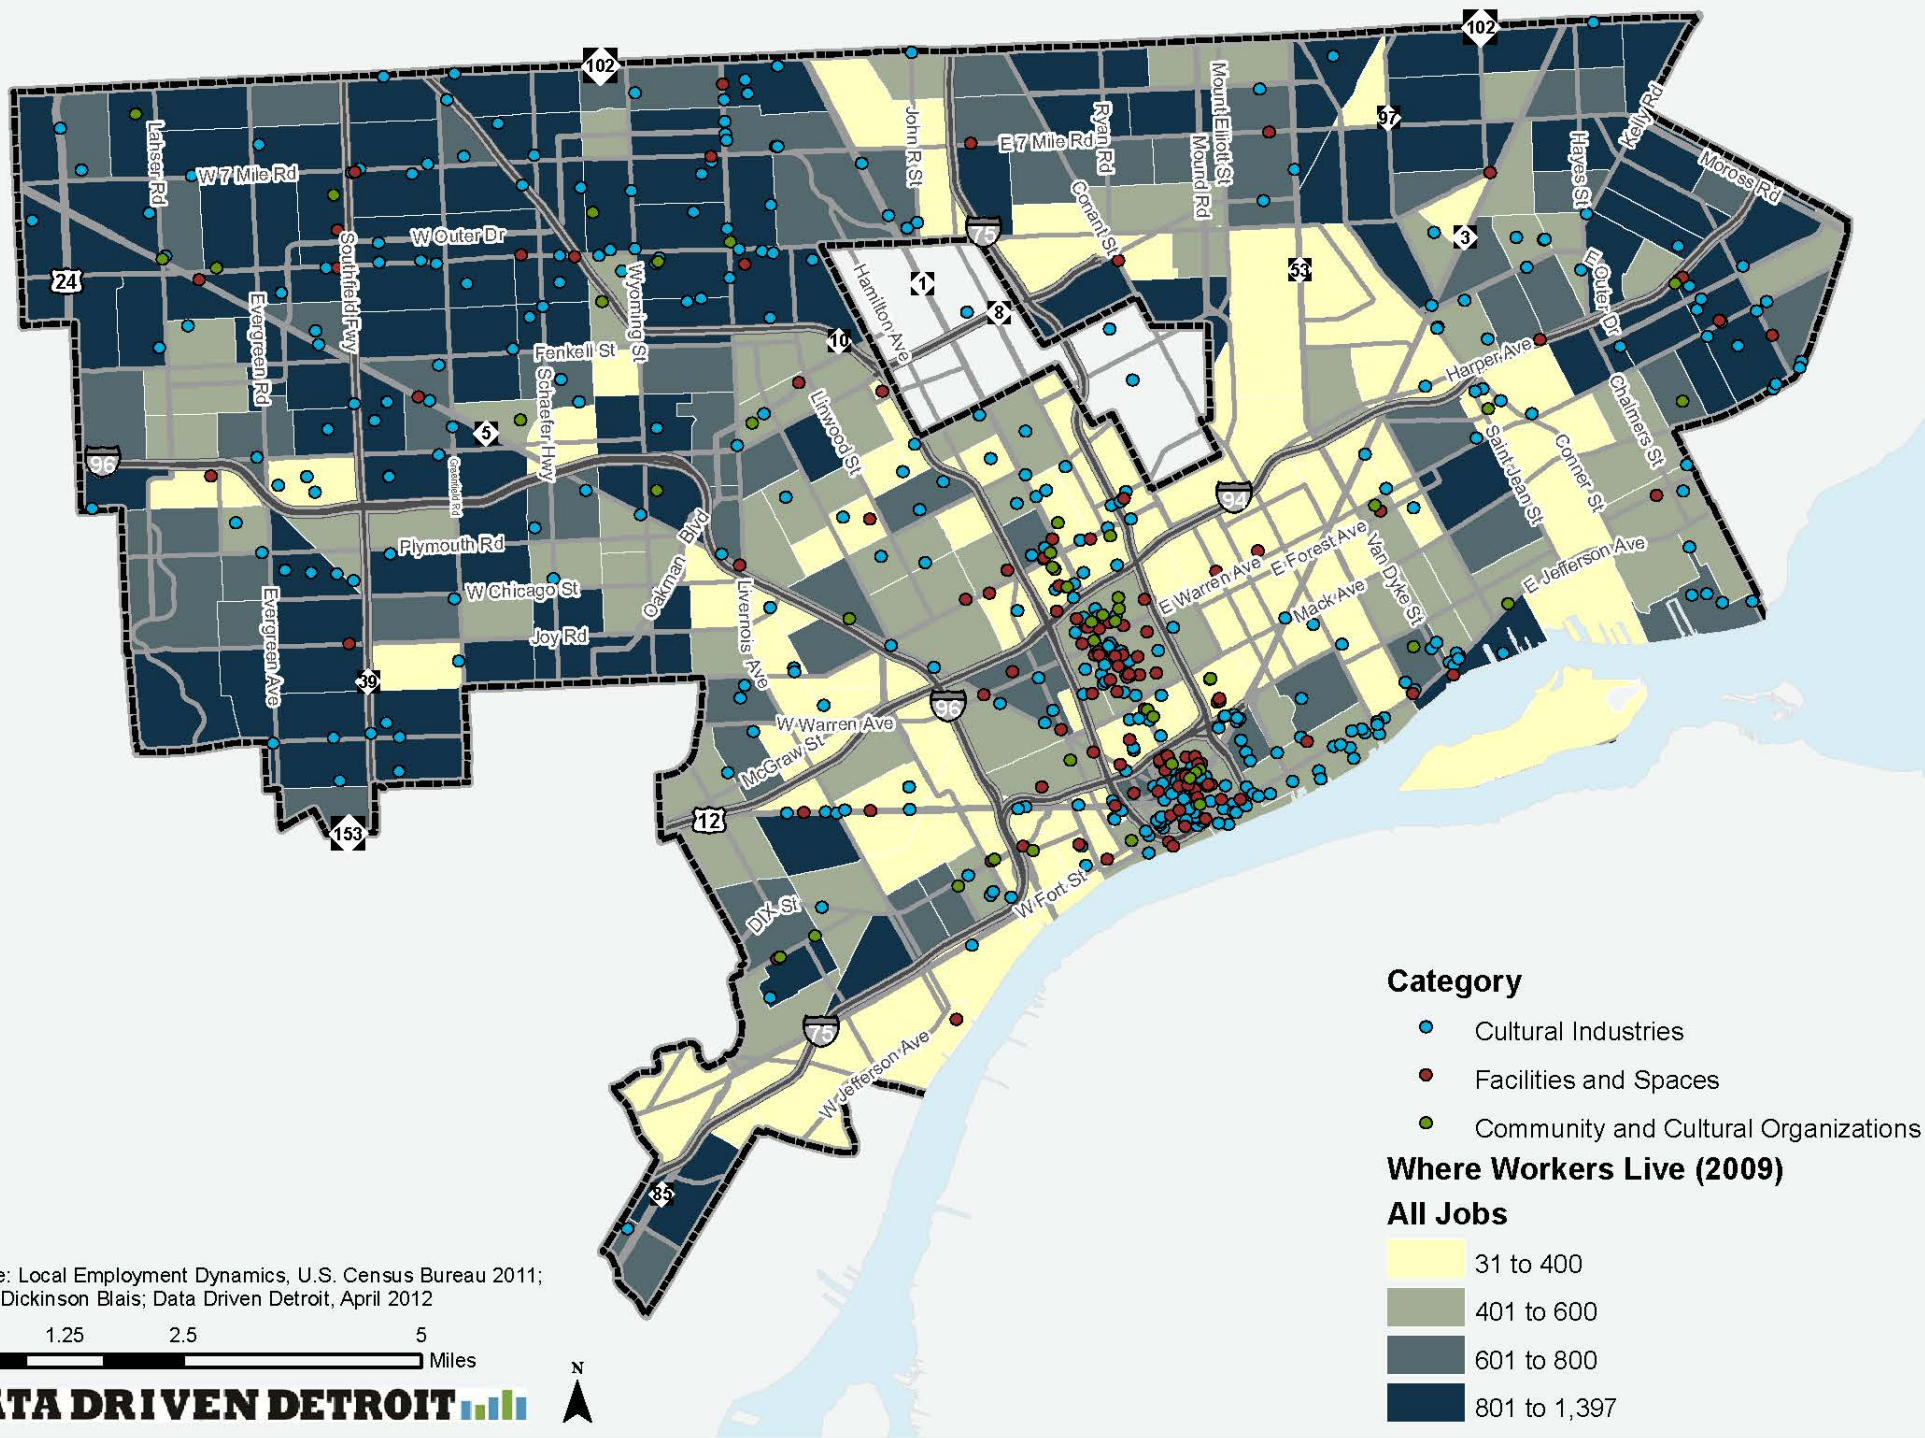 102
102
97
Lahser Rd
John R St
Ryan Rd
Mount Elliott St
Mound Rd
Hayes St
Kelly Rd
Moross Rd
E 7 Mile Rd
W 7 Mile Rd
Conant St
W Outer Dr
75
3
24
Southfield Fwy
Wyoming St
Hamilton Ave
1
53
E Outer Dr
8
10
Evergreen Rd
Fenkell St
Schaefer Hwy
Linwood St
Harper Ave
Chalmers St
5
96
Greenfield Rd
94
Saint Jean St
Conner St
Plymouth Rd
Oakman Blvd
E Forest Ave
E Warren Ave
Van Dyke St
E Jefferson Ave
W Chicago St
Evergreen Ave
Livernois Ave
Mack Ave
Joy Rd
39
96
W Warren Ave
McGraw St
12
153
W Fort St
DIX St
75
W Jefferson Ave
85
Category
Cultural Industries
Facilities and Spaces
Community and Cultural Organizations
Where Workers Live (2009)
All Jobs
31 to 400
401 to 600
601 to 800
801 to 1,397
e: Local Employment Dynamics, U.S. Census Bureau 2011;
Dickinson Blais; Data Driven Detroit, April 2012
1.25 2.5 5
Miles
N
ATA DRIVEN DETROIT